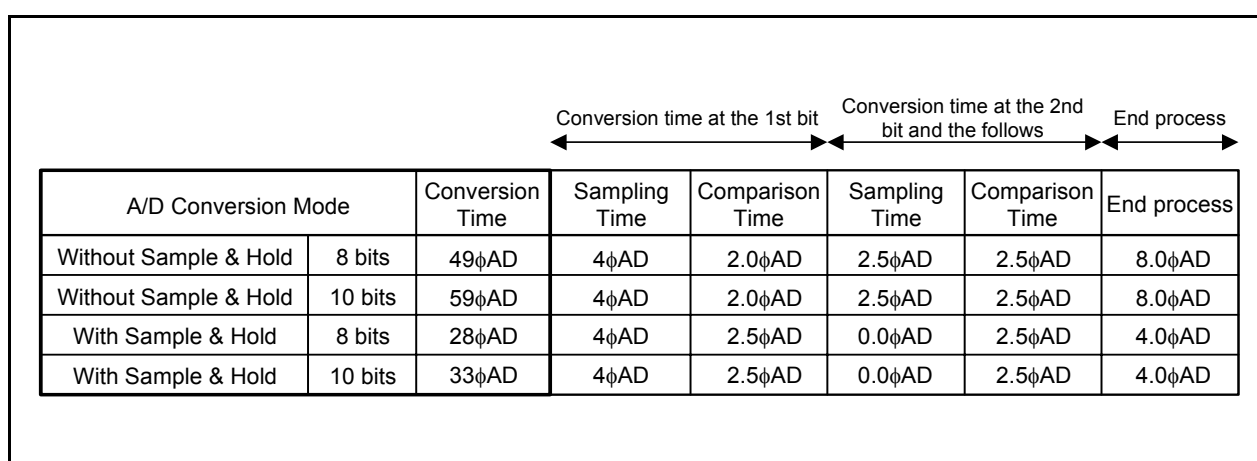 Conversion time at the 1st bit
Conversion time at the 2nd
bit and the follows
End process
A/D Conversion Mode
Conversion
Time
Sampling
Time
Comparison
Time
Sampling
Time
Comparison
Time
End process
Without Sample & Hold 8 bits 49ϕAD 4ϕAD 2.0ϕAD 2.5ϕAD 2.5ϕAD 8.0ϕAD
Without Sample & Hold 10 bits 59ϕAD 4ϕAD 2.0ϕAD 2.5ϕAD 2.5ϕAD 8.0ϕAD
With Sample & Hold 8 bits 28ϕAD 4ϕAD 2.5ϕAD 0.0ϕAD 2.5ϕAD 4.0ϕAD
With Sample & Hold 10 bits 33ϕAD 4ϕAD 2.5ϕAD 0.0ϕAD 2.5ϕAD 4.0ϕAD